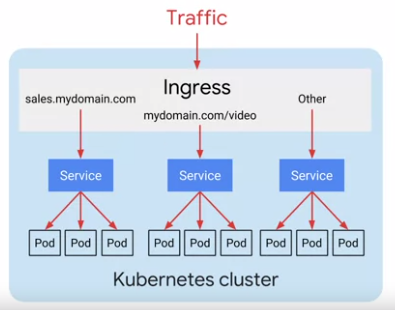 Traffic
Ingress
sales.mydomain.com
mydomain.com/video
Other
Service Service Service
Pod Pod Pod Pod Pod Pod Pod Pod Pod
Kubernetes cluster